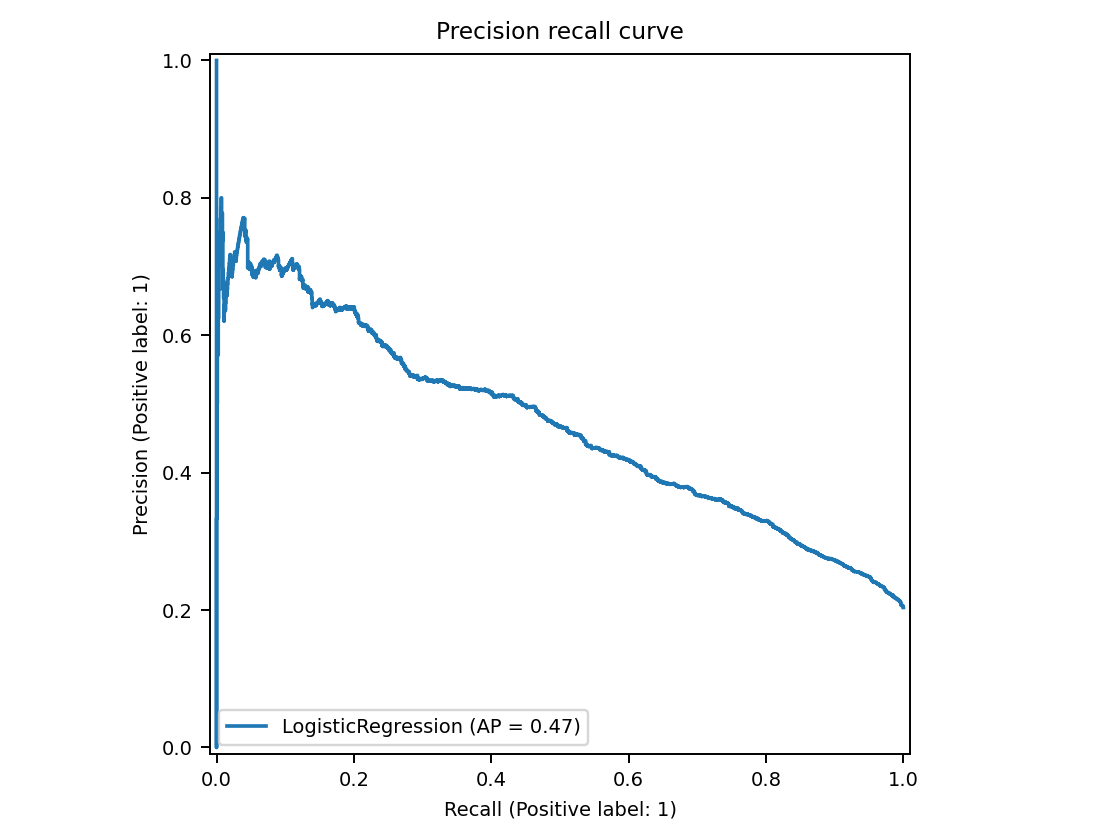 Precision recall curve
1.0
0.8
0.6
0.4
0.2
0.0
Precision (Positive label: 1)
LogisticRegression (AP = 0.47)
0.0 0.2 0.4 0.6 0.8 1.0
Recall (Positive label: 1)